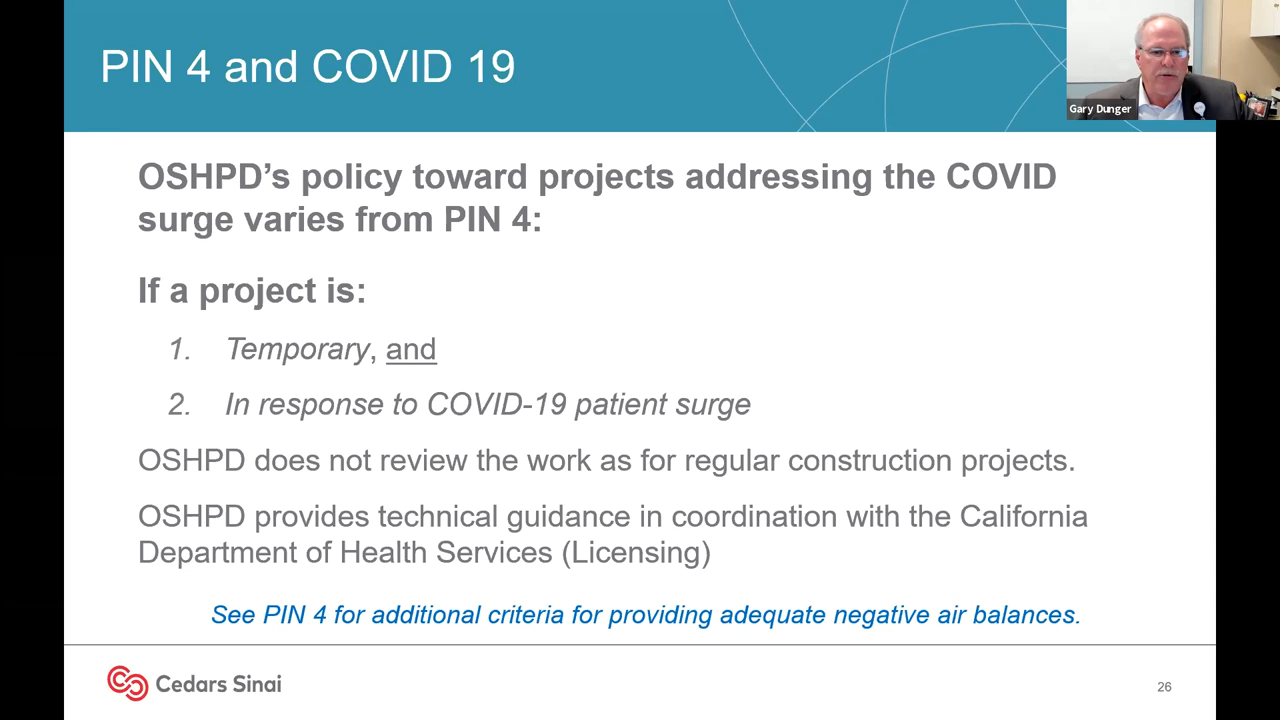 PIN 4 and COVID 19
Gary Dunger
OSHPD’s policy toward projects addressing the COVID
surge varies from PIN 4:
If a project is:
1. Temporary, and
2. In response to COVID-19 patient surge
OSHPD does not review the work as for regular construction projects.
OSHPD provides technical guidance in coordination with the California
Department of Health Services (Licensing)
See PIN 4 for additional criteria for providing adequate negative air balances.
Cedars Sinai
26